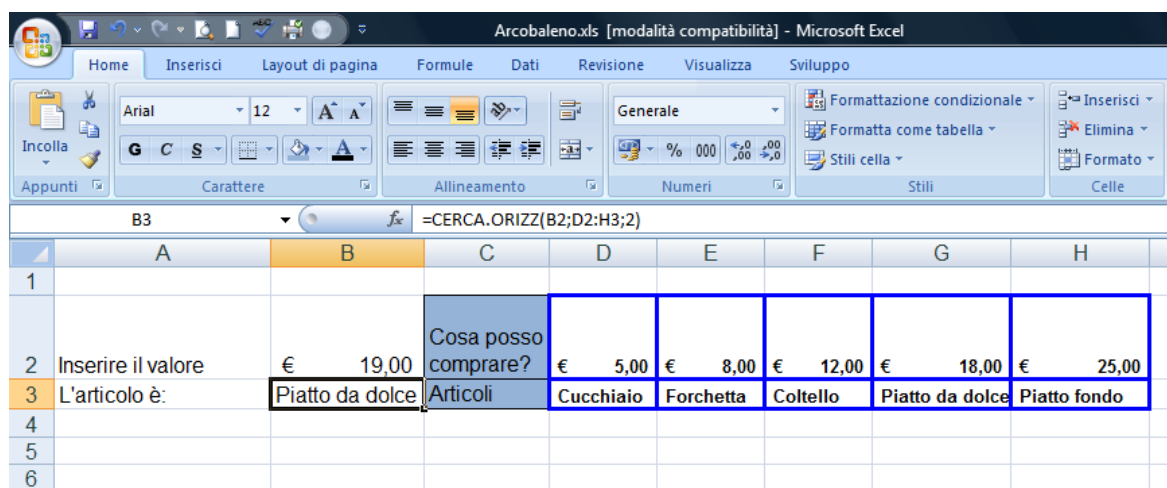 Arcobaleno.xls [modalità compatibilità] - Microsoft Excel
Home Inserisci Layout di pagina Formule Dati Revisione Visualizza Sviluppo
Incolla
Arial 12 A A
G C S A
Generale
% 000 ,00 ,0
Formattazione condizionale
Formatta come tabella
Stili cella
Inserisci
Elimina
Formato
Appunti Carattere Allineamento Numeri Stili Celle
B3 fx =CERCA.ORIZZ(B2;D2:H3;2)
A B C D E F G H
1
2 Inserire il valore € 19,00 Cosa posso comprare? € 5,00 € 8,00 € 12,00 € 18,00 € 25,00
3 L'articolo è: Piatto da dolce Articoli Cucchiaio Forchetta Coltello Piatto da dolce Piatto fondo
4
5
6